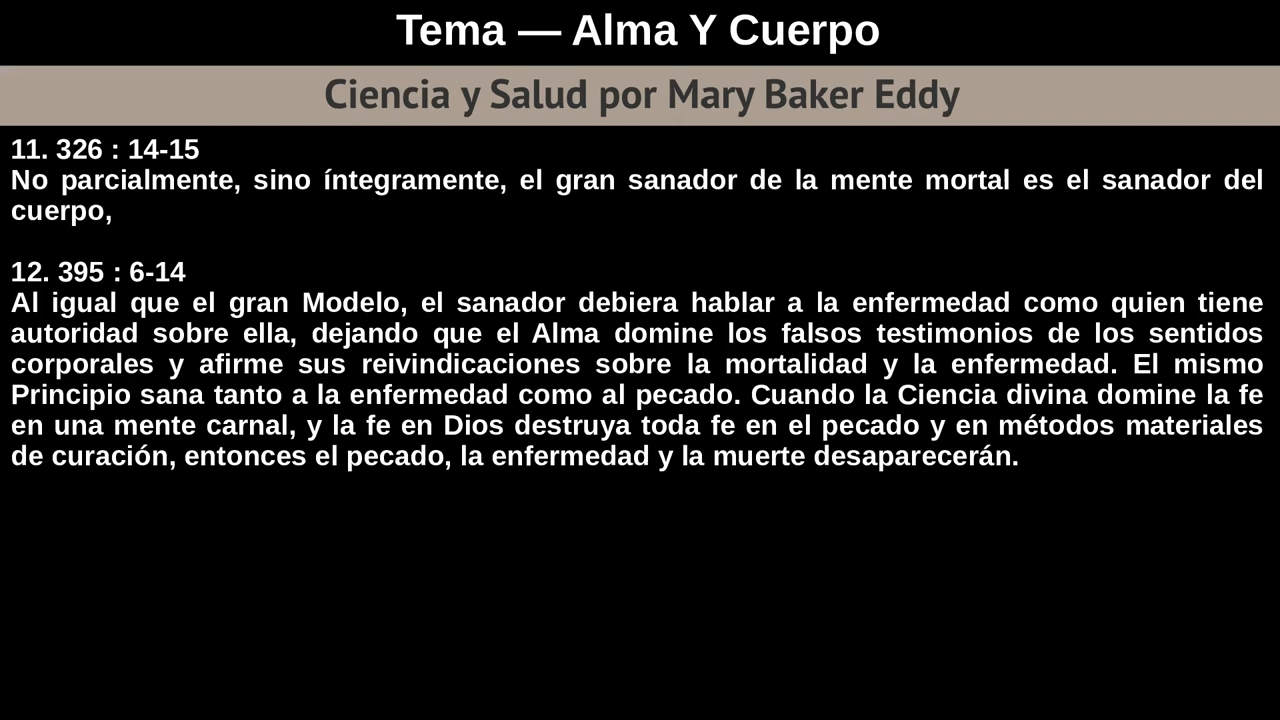 Tema — Alma Y Cuerpo
Ciencia y Salud por Mary Baker Eddy
11. 326 : 14-15
No parcialmente, sino íntegramente, el gran sanador de la mente mortal es el sanador del
cuerpo,
12. 395 : 6-14
Al igual que el gran Modelo, el sanador debiera hablar a la enfermedad como quien tiene
autoridad sobre ella, dejando que el Alma domine los falsos testimonios de los sentidos
corporales y afirme sus reivindicaciones sobre la mortalidad y la enfermedad. El mismo
Principio sana tanto a la enfermedad como al pecado. Cuando la Ciencia divina domine la fe
en una mente carnal, y la fe en Dios destruya toda fe en el pecado y en métodos materiales
de curación, entonces el pecado, la enfermedad y la muerte desaparecerán.